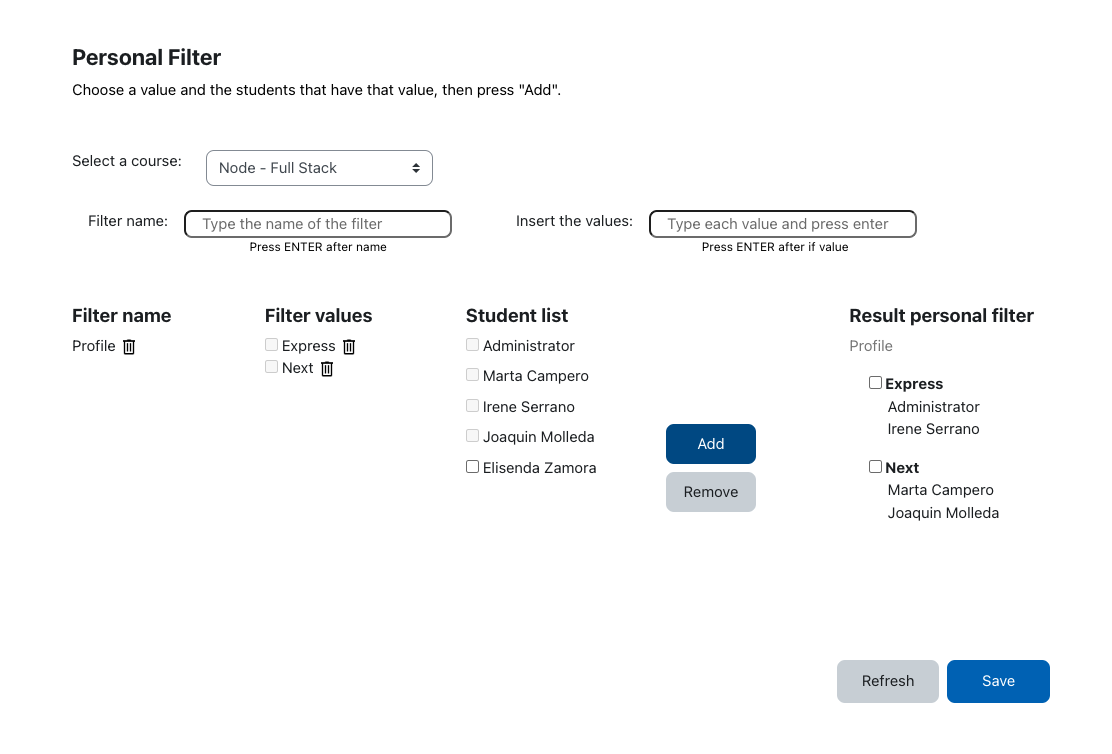 Personal Filter
Choose a value and the students that have that value, then press "Add".
Select a course:
Node - Full Stack
Filter name:
Type the name of the filter
Press ENTER after name
Insert the values:
Type each value and press enter
Press ENTER after if value
Filter name
Profile
Filter values
Express
Next
Student list
Administrator
Marta Campero
Irene Serrano
Joaquin Molleda
Elisenda Zamora
Add
Remove
Result personal filter
Profile
Express
Administrator
Irene Serrano
Next
Marta Campero
Joaquin Molleda
Refresh
Save